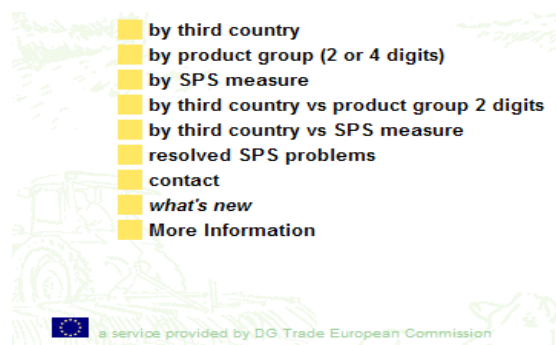 by third country
by product group (2 or 4 digits)
by SPS measure
by third country vs product group 2 digits
by third country vs SPS measure
resolved SPS problems
contact
what's new
More Information
a service provided by DG Trade European Commission